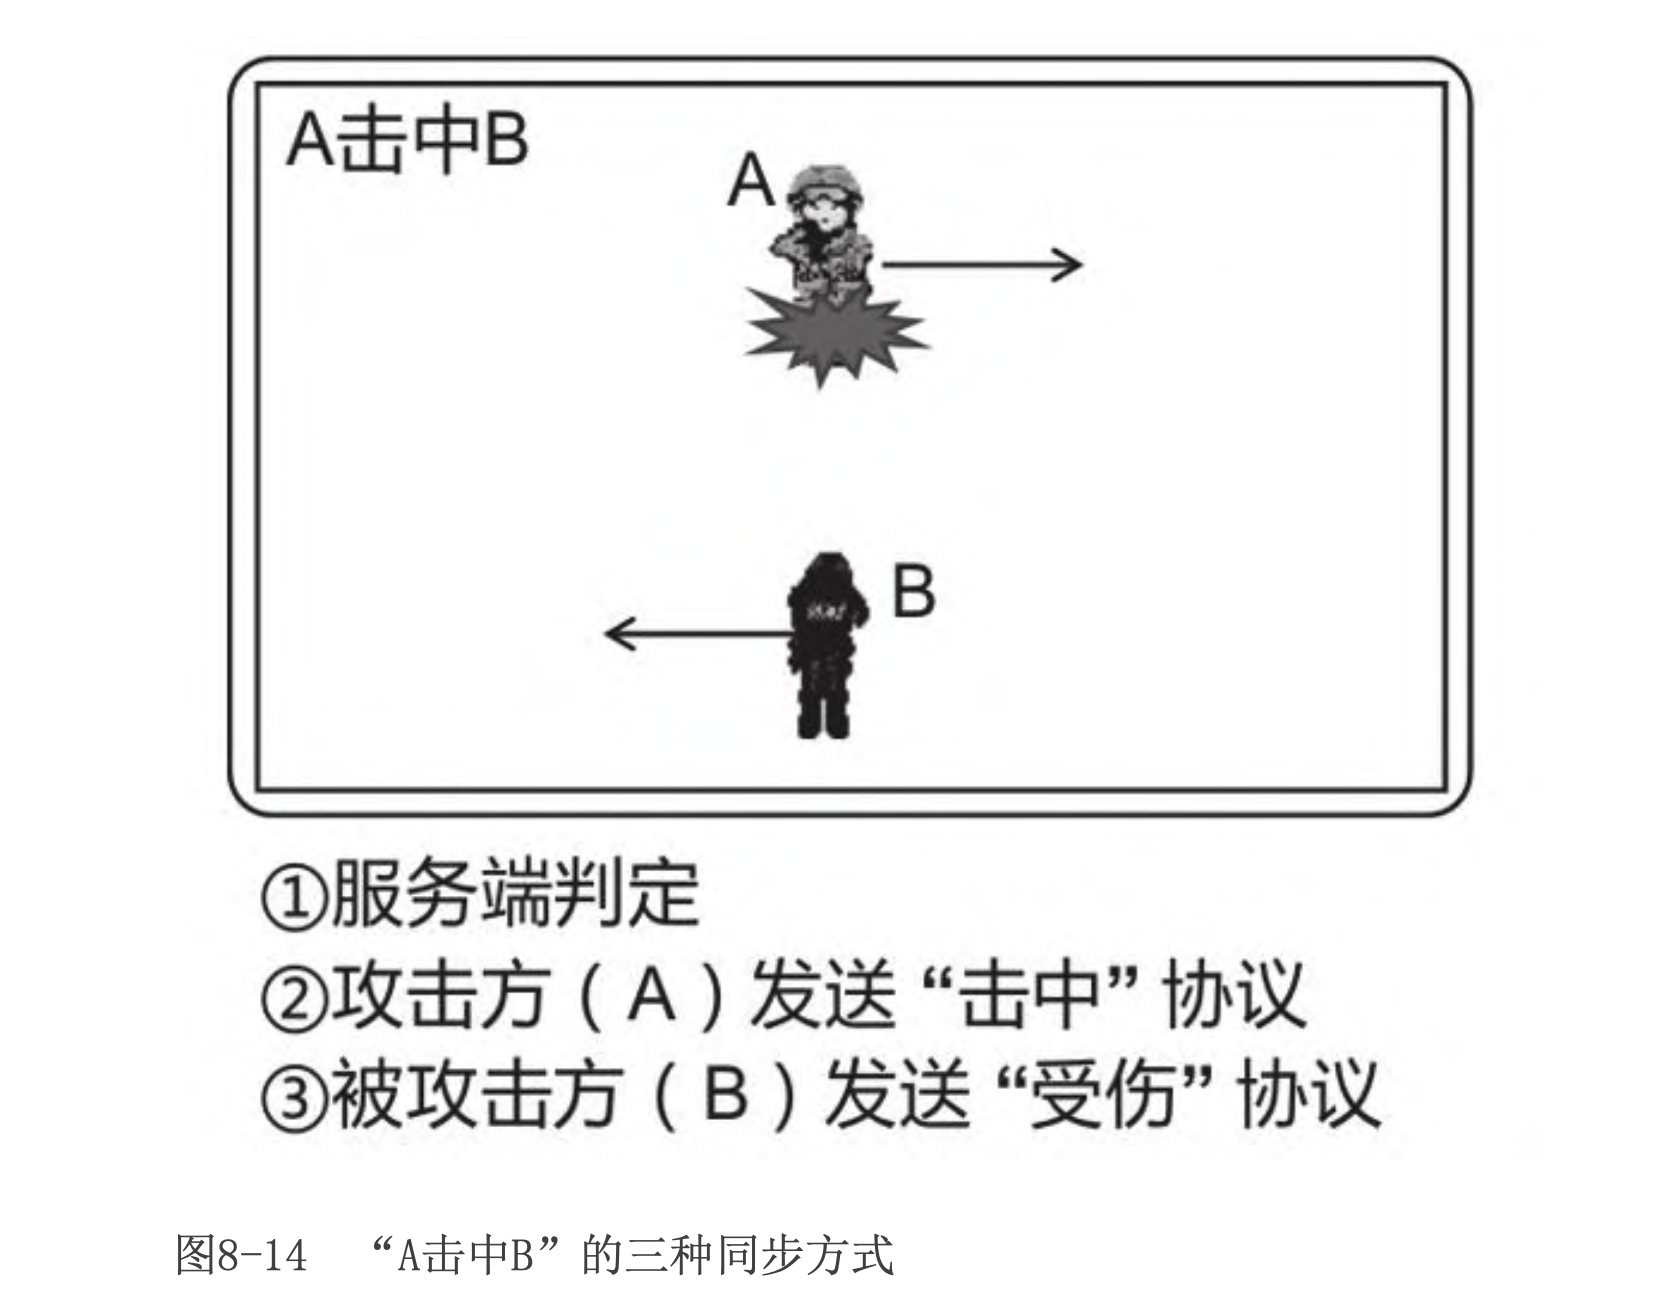 A击中B
A
B
①服务端判定
②攻击方(A)发送“击中”协议
③被攻击方(B)发送“受伤”协议
图8-14 “A击中B”的三种同步方式